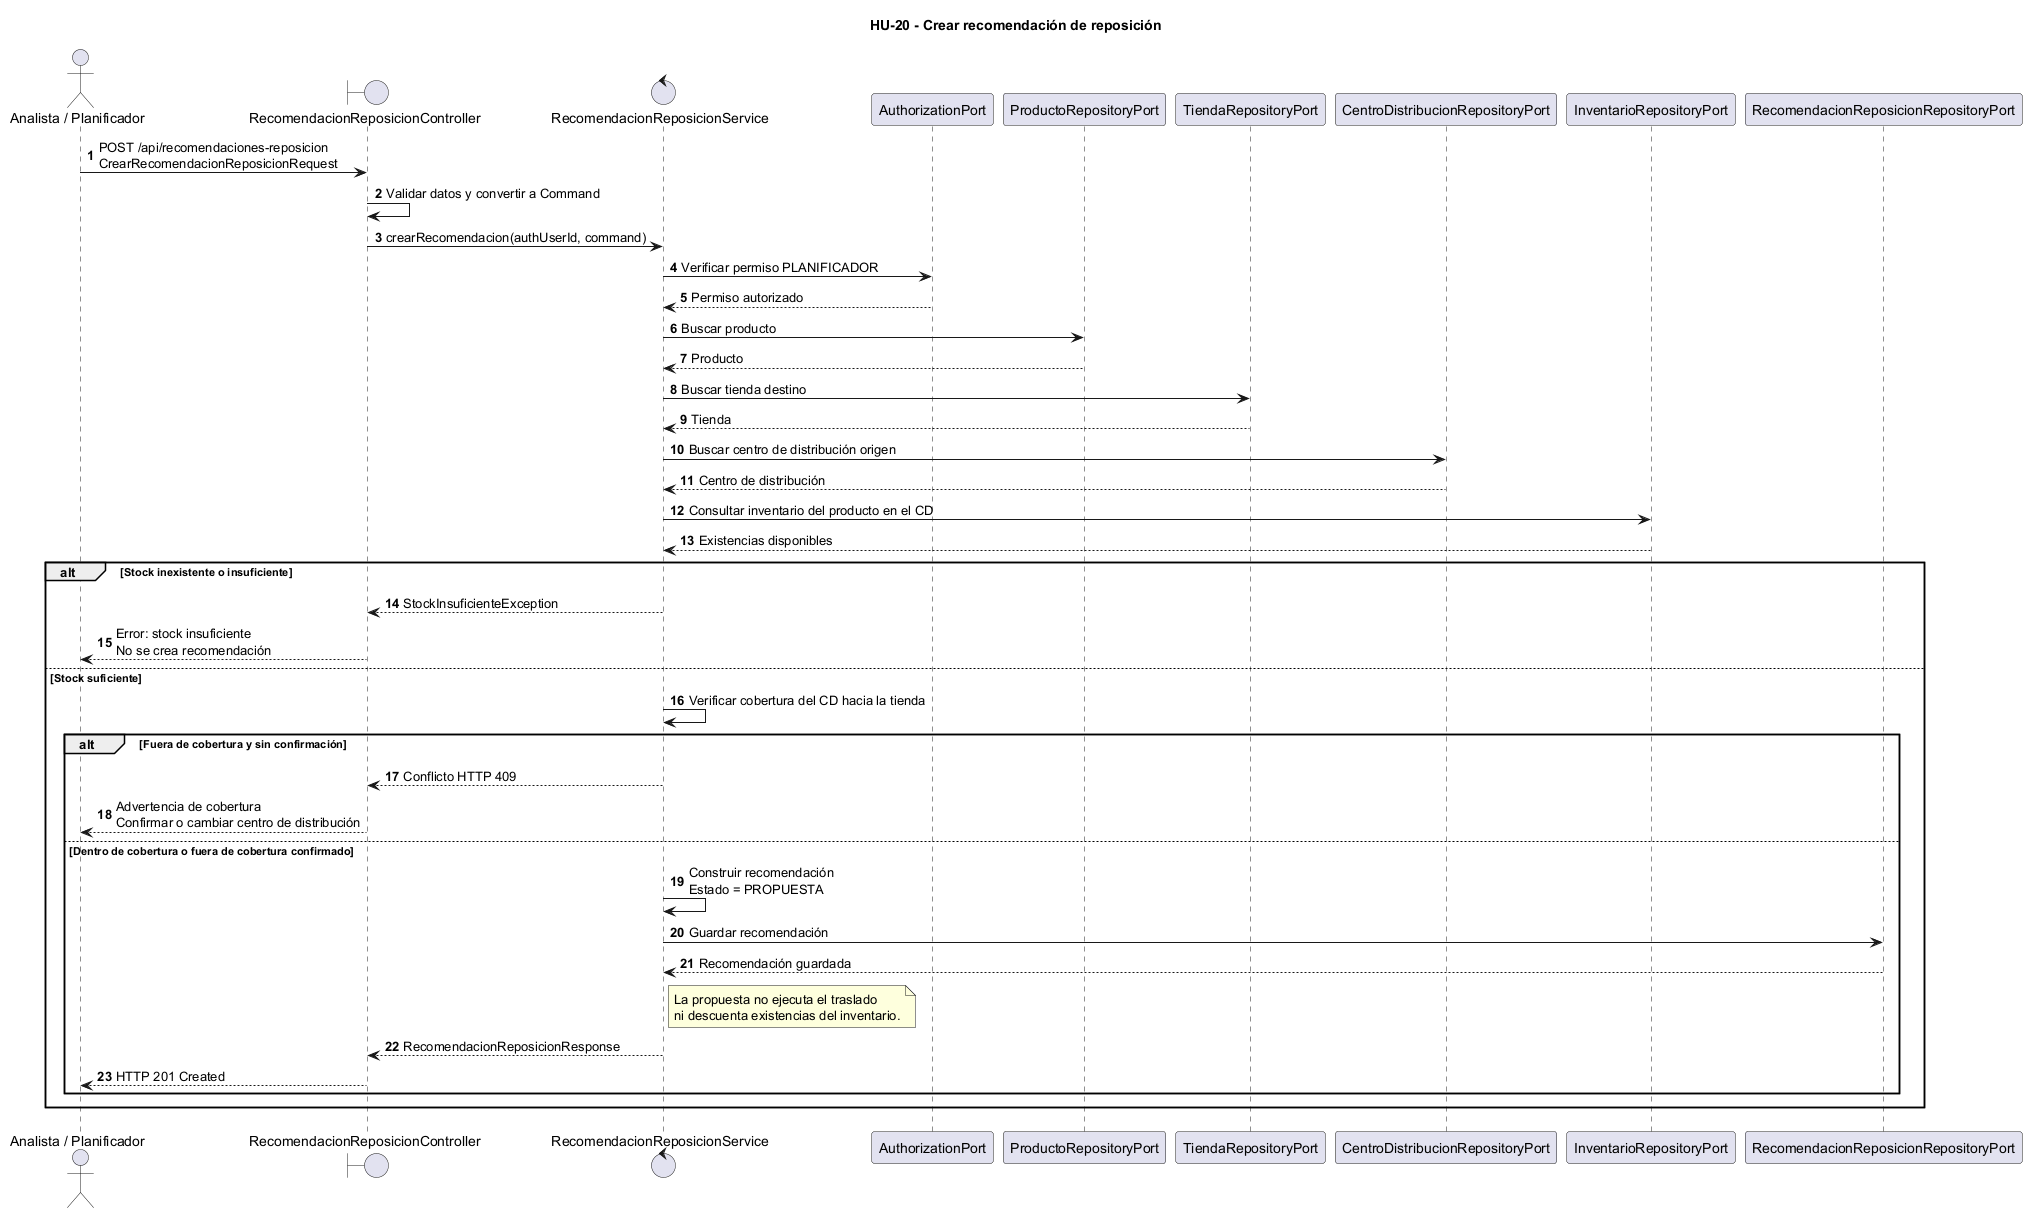 HU-20 - Crear recomendación de reposición
Analista / Planificador
RecomendacionReposicionController
RecomendacionReposicionService
AuthorizationPort
ProductoRepositoryPort
TiendaRepositoryPort
CentroDistribucionRepositoryPort
InventarioRepositoryPort
RecomendacionReposicionRepositoryPort
1 POST /api/recomendaciones-reposicion
CrearRecomendacionReposicionRequest
2 Validar datos y convertir a Command
3 crearRecomendacion(authUserId, command)
4 Verificar permiso PLANIFICADOR
5 Permiso autorizado
6 Buscar producto
7 Producto
8 Buscar tienda destino
9 Tienda
10 Buscar centro de distribución origen
11 Centro de distribución
12 Consultar inventario del producto en el CD
13 Existencias disponibles
alt [Stock inexistente o insuficiente]
14 StockInsuficienteException
15 Error: stock insuficiente
No se crea recomendación
[Stock suficiente]
16 Verificar cobertura del CD hacia la tienda
alt [Fuera de cobertura y sin confirmación]
17 Conflicto HTTP 409
18 Advertencia de cobertura
Confirmar o cambiar centro de distribución
[Dentro de cobertura o fuera de cobertura confirmado]
19 Construir recomendación
Estado = PROPUESTA
20 Guardar recomendación
21 Recomendación guardada
La propuesta no ejecuta el traslado
ni descuenta existencias del inventario.
22 RecomendacionReposicionResponse
23 HTTP 201 Created
Analista / Planificador
RecomendacionReposicionController
RecomendacionReposicionService
AuthorizationPort
ProductoRepositoryPort
TiendaRepositoryPort
CentroDistribucionRepositoryPort
InventarioRepositoryPort
RecomendacionReposicionRepositoryPort